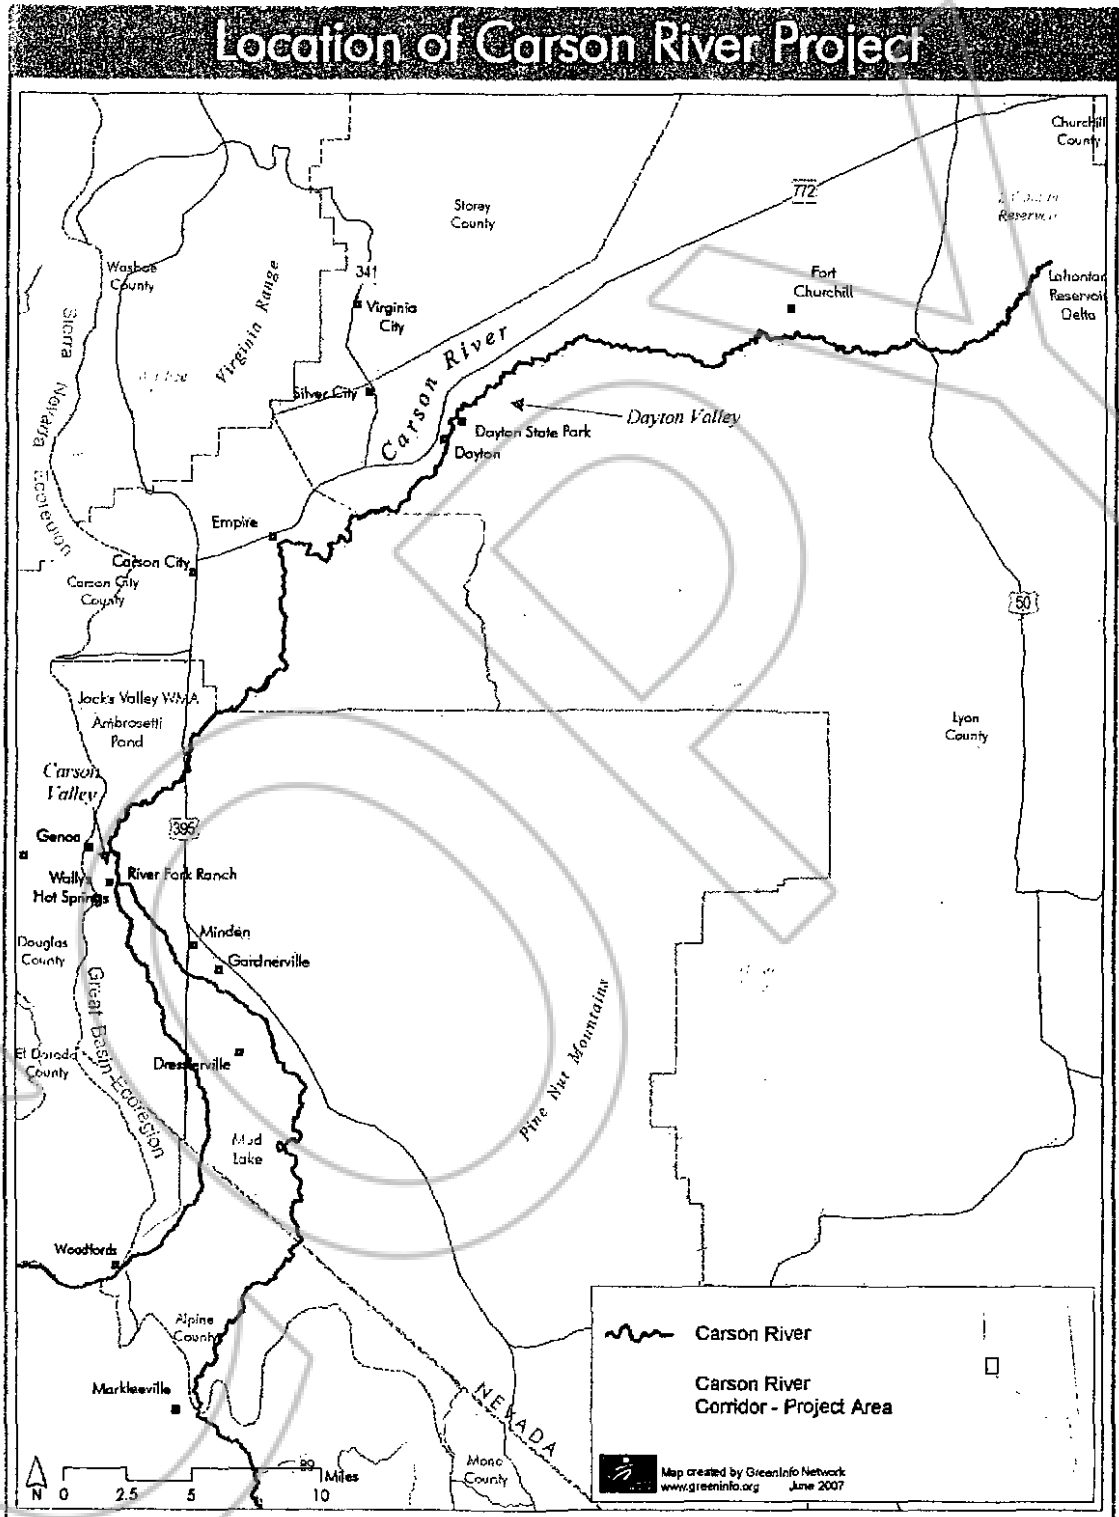 Location of Carson River Project
Churchill
County
772
Storey
County
Reservoir
Washoe
County
341
Fort
Churchill
Lahontan
Reservoir
Delta
Virginia Range
Virginia
City
Sierra Nevada Ecoregion
Carson River
Silver City
Dayton Valley
Dayton State Park
Dayton
Empire
Carson City
Carson City
County
50
Jack's Valley WMA
Ambrosetti
Pond
Lyon
County
Carson
Valley
395
Genoa
River Fork Ranch
Wally's
Hot Springs
Minden
Douglas
County
Gardnerville
Great Basin Ecoregion
Pine Nut Mountains
El Dorado
County
Dresslerville
Mud
Lake
Woodfords
Alpine
County
Markleeville
NEVADA
Mono
County
89
N
0 2.5 5 10
Miles
Carson River
Carson River
Corridor - Project Area
Map created by GreenInfo Network
www.greeninfo.org June 2007
COPY